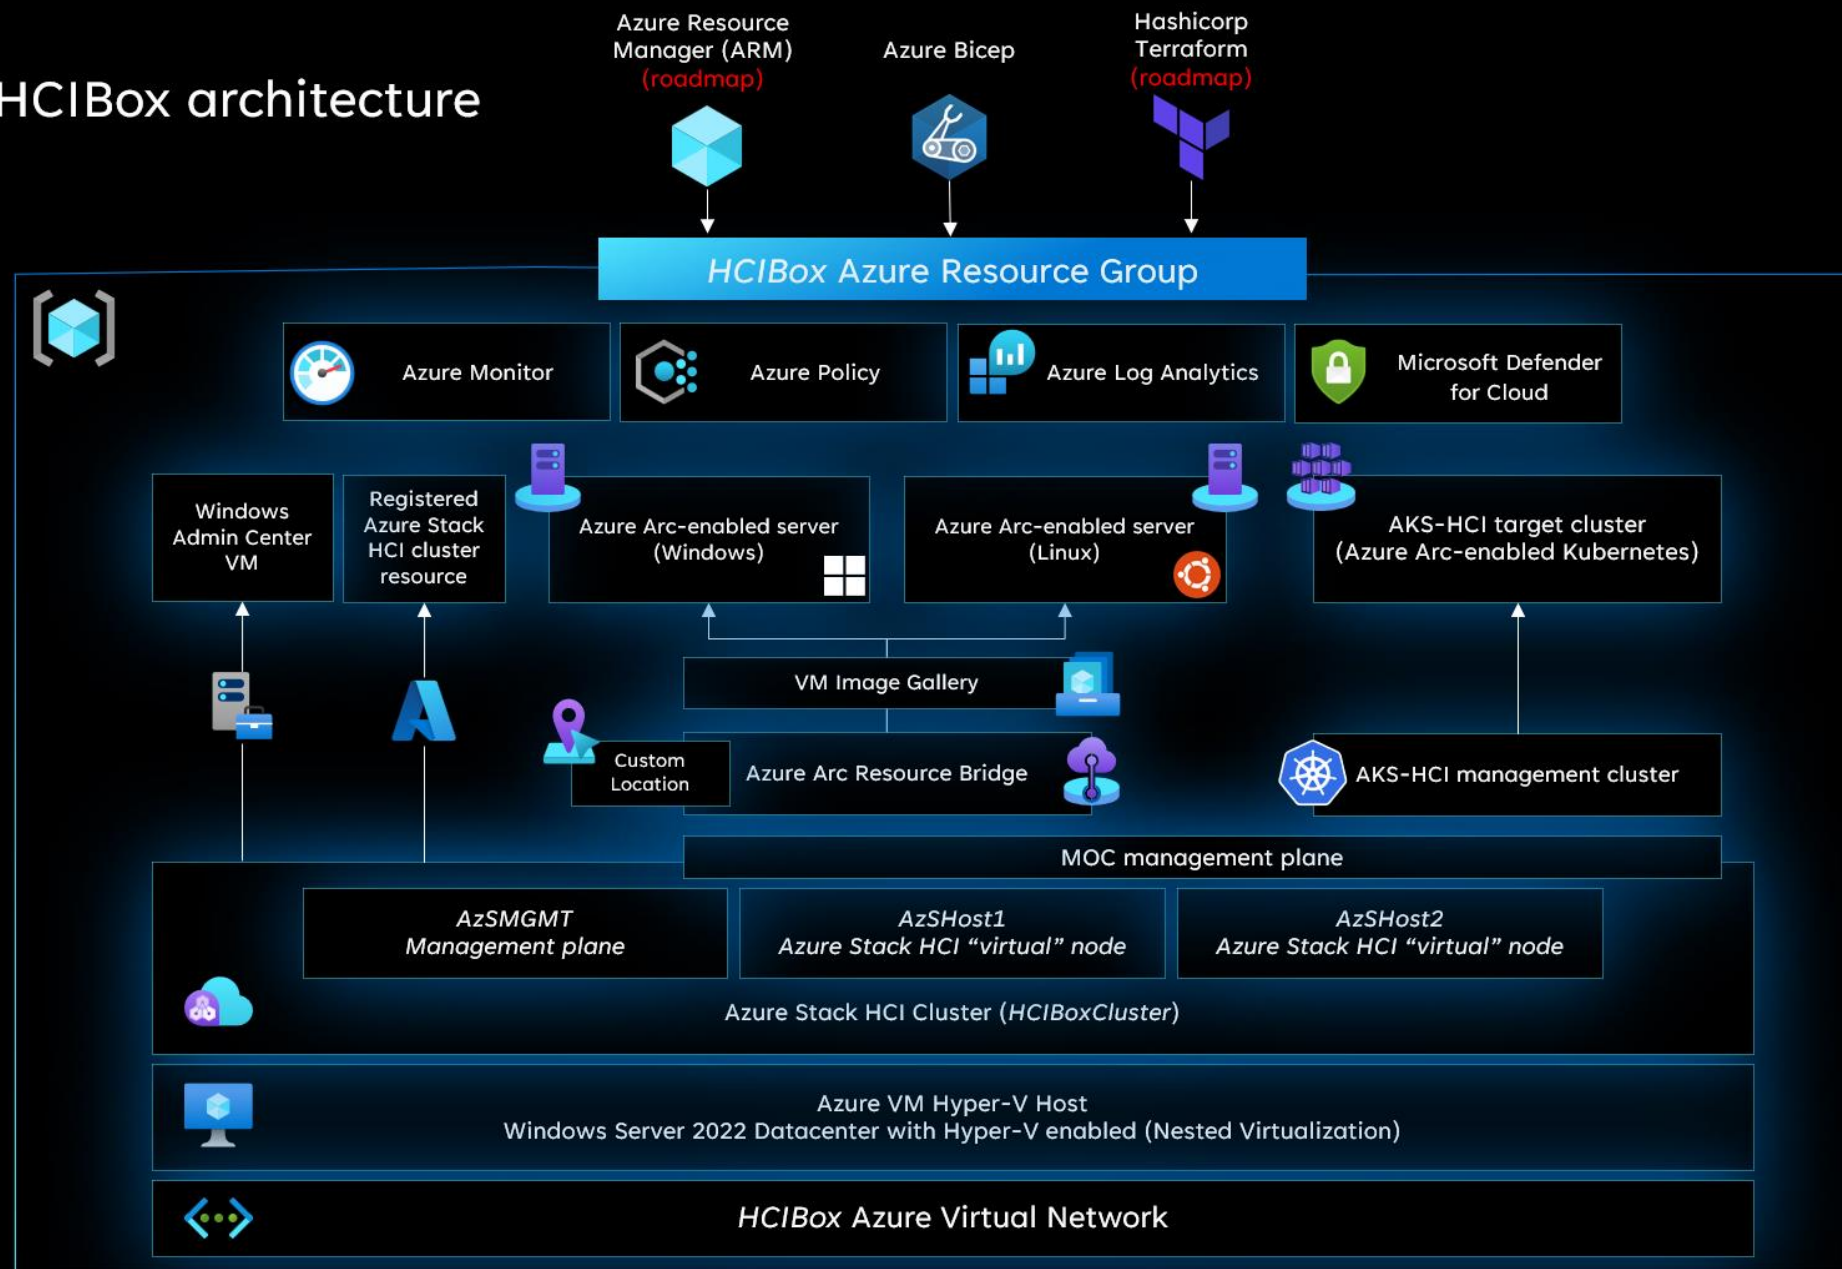 HCIBox architecture
Azure Resource
Manager (ARM)
(roadmap)
Azure Bicep
Hashicorp
Terraform
(roadmap)
HCIBox Azure Resource Group
Azure Monitor
Azure Policy
Azure Log Analytics
Microsoft Defender
for Cloud
Windows
Admin Center
VM
Registered
Azure Stack
HCI cluster
resource
Azure Arc-enabled server
(Windows)
Azure Arc-enabled server
(Linux)
AKS-HCI target cluster
(Azure Arc-enabled Kubernetes)
VM Image Gallery
Custom
Location
Azure Arc Resource Bridge
AKS-HCI management cluster
MOC management plane
AzSMGMT
Management plane
AzSHost1
Azure Stack HCI “virtual” node
AzSHost2
Azure Stack HCI “virtual” node
Azure Stack HCI Cluster (HCIBoxCluster)
Azure VM Hyper-V Host
Windows Server 2022 Datacenter with Hyper-V enabled (Nested Virtualization)
HCIBox Azure Virtual Network